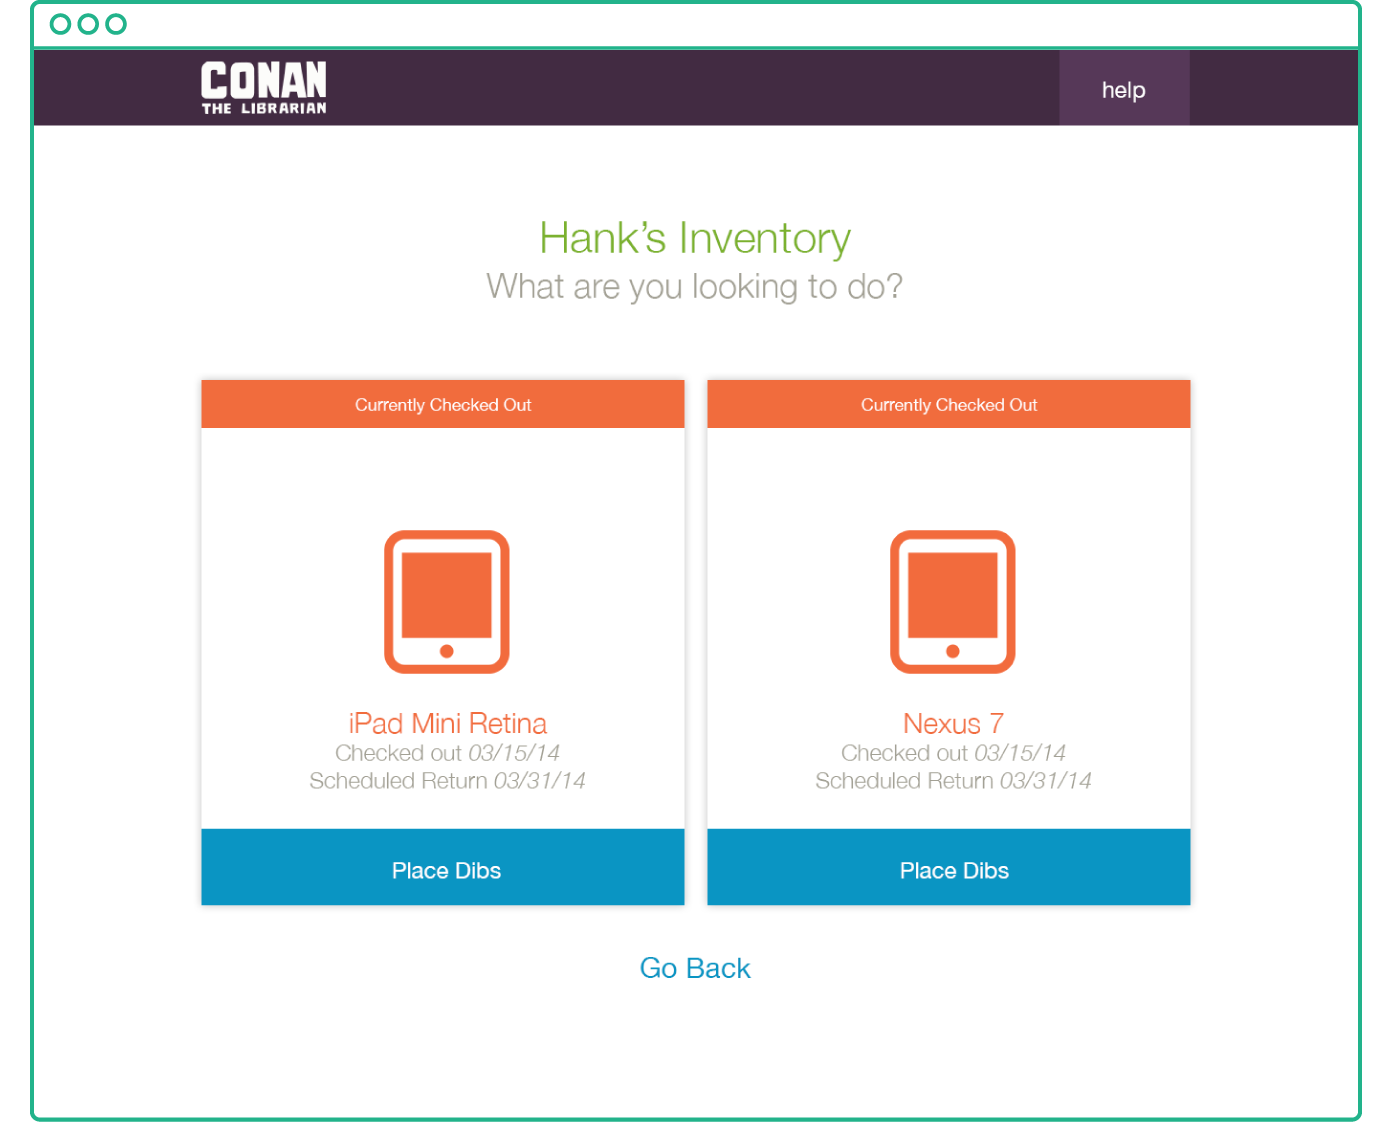 CONAN
THE LIBRARIAN
help
Hank’s Inventory
What are you looking to do?
Currently Checked Out
iPad Mini Retina
Checked out 03/15/14
Scheduled Return 03/31/14
Place Dibs
Currently Checked Out
Nexus 7
Checked out 03/15/14
Scheduled Return 03/31/14
Place Dibs
Go Back